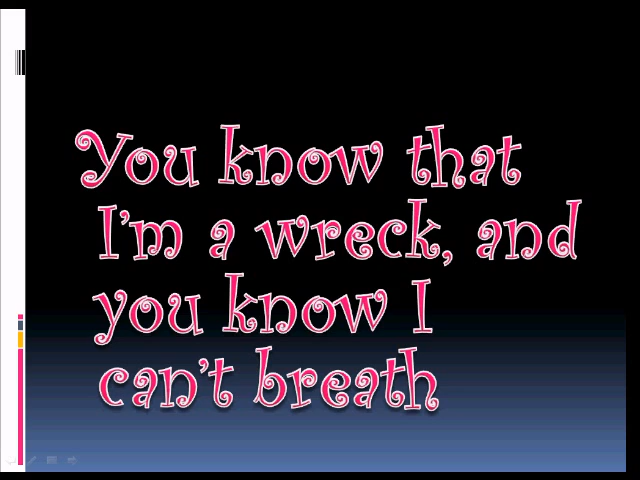 You know that
I'm a wreck, and
you know I
can't breath